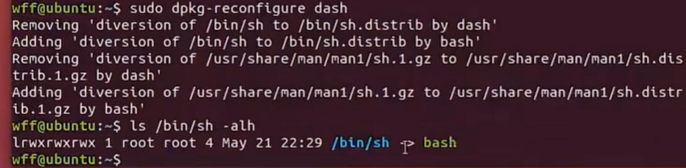 wff@ubuntu:~$ sudo dpkg-reconfigure dash
Removing 'diversion of /bin/sh to /bin/sh.distrib by dash'
Adding 'diversion of /bin/sh to /bin/sh.distrib by bash'
Removing 'diversion of /usr/share/man/man1/sh.1.gz to /usr/share/man/man1/sh.dis
trib.1.gz by dash'
Adding 'diversion of /usr/share/man/man1/sh.1.gz to /usr/share/man/man1/sh.distr
ib.1.gz by bash'
wff@ubuntu:~$ ls /bin/sh -alh
lrwxrwxrwx 1 root root 4 May 21 22:29 /bin/sh -> bash
wff@ubuntu:~$